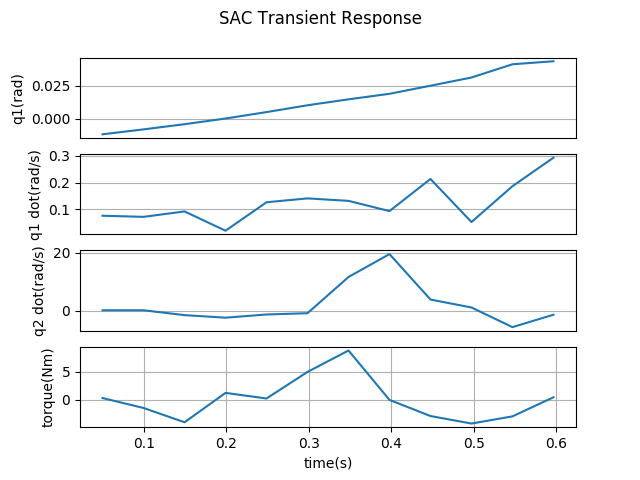 SAC Transient Response
q1(rad)
0.025
0.000
q1 dot(rad/s)
0.3
0.2
0.1
q2 dot(rad/s)
20
0
torque(Nm)
5
0
0.1 0.2 0.3 0.4 0.5 0.6
time(s)